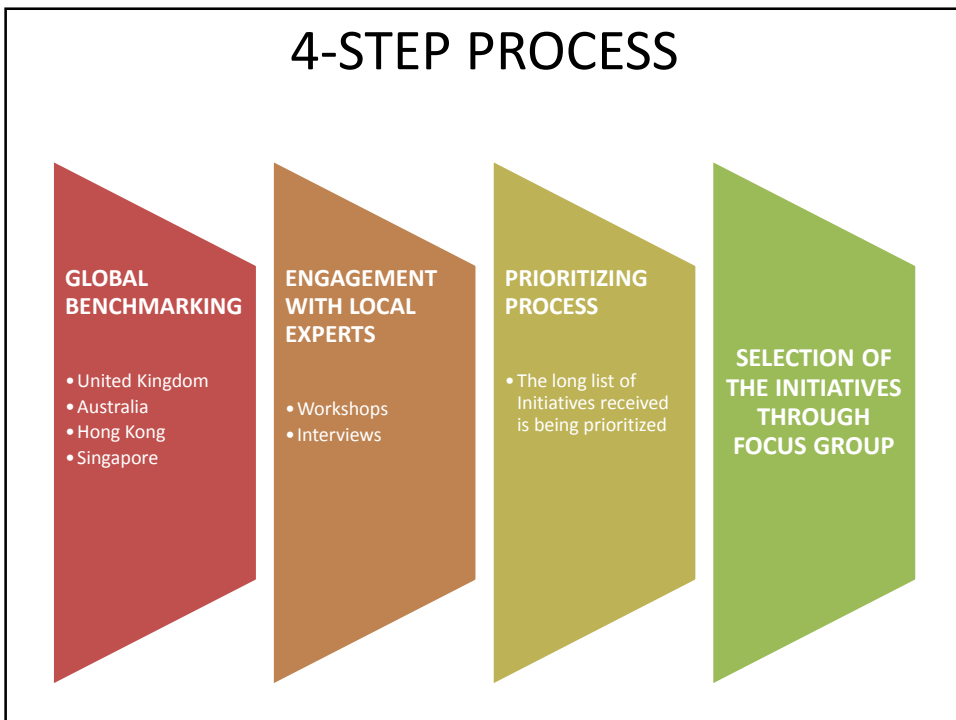 4-STEP PROCESS
GLOBAL
BENCHMARKING
• United Kingdom
• Australia
• Hong Kong
• Singapore
ENGAGEMENT
WITH LOCAL
EXPERTS
• Workshops
• Interviews
PRIORITIZING
PROCESS
• The long list of
Initiatives received
is being prioritized
SELECTION OF
THE INITIATIVES
THROUGH
FOCUS GROUP